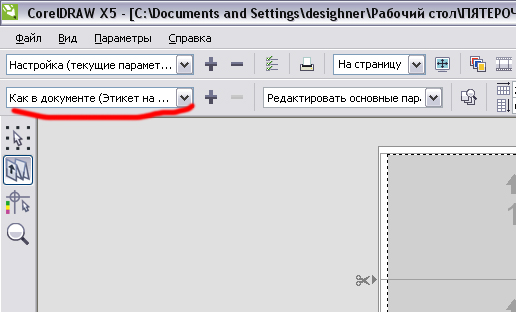 CorelDRAW X5 - [C:\Documents and Settings\desighner\Рабочий стол\ПЯТЕРОЧ
Файл Вид Параметры Справка
Настройка (текущие парамет... На страницу
Как в документе (Этикет на ... Редактировать основные пар.